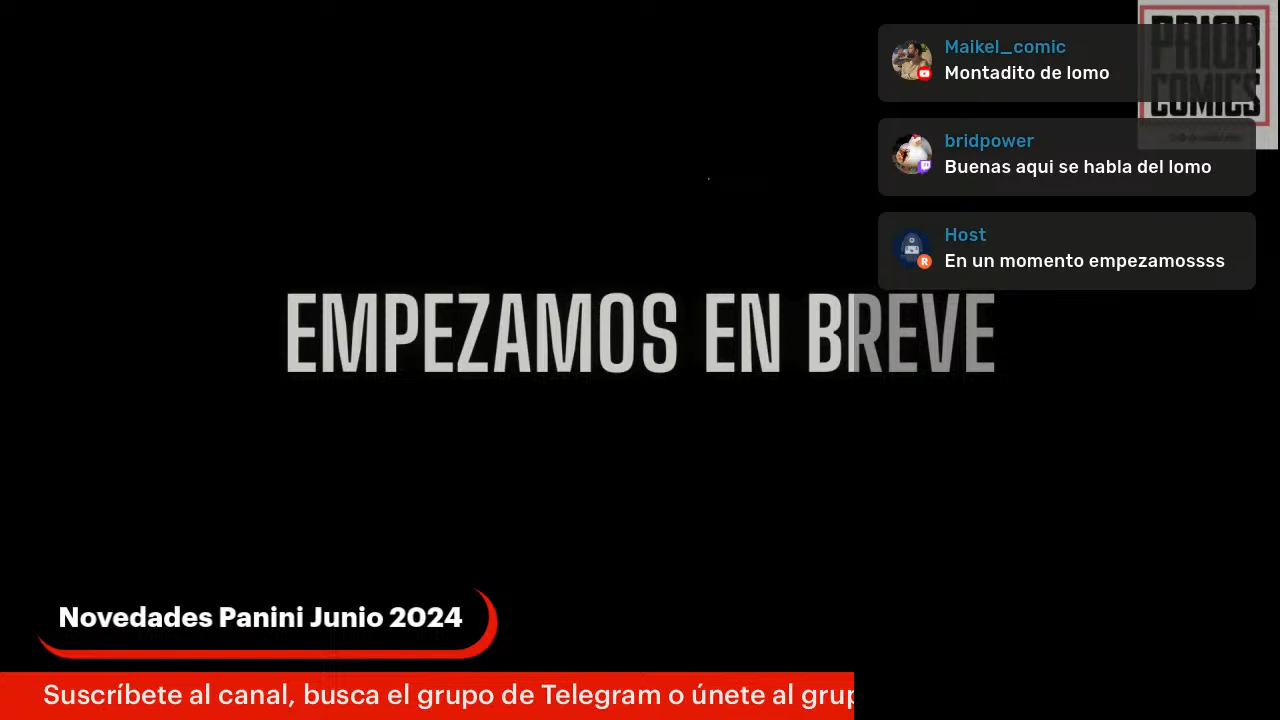 PRIOR
COMICS
Maikel_comic
Montadito de lomo
bridpower
Buenas aqui se habla del lomo
Host
En un momento empezamossss
EMPEZAMOS EN BREVE
Novedades Panini Junio 2024
Suscríbete al canal, busca el grupo de Telegram o únete al grup